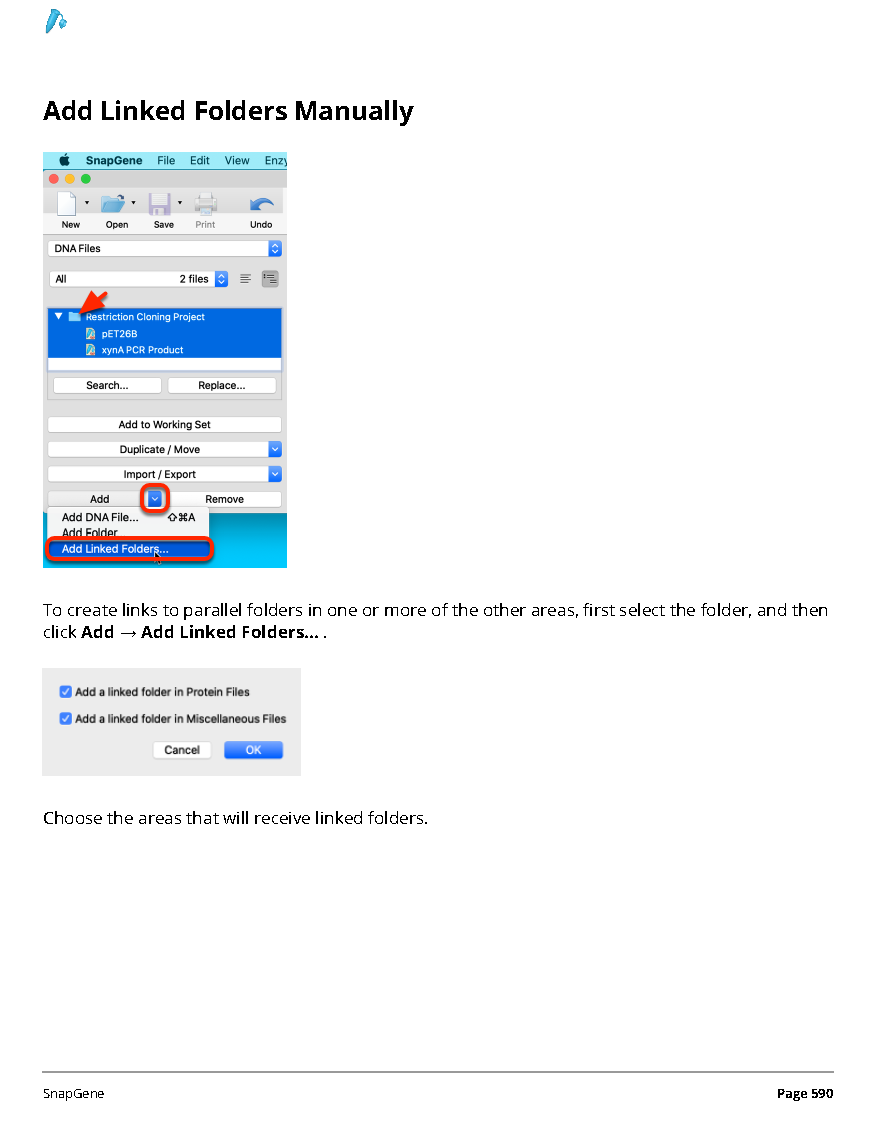 Add Linked Folders Manually
SnapGene File Edit View Enzy
New Open Save Print Undo
DNA Files
All 2 files
Restriction Cloning Project
pET26B
xynA PCR Product
Search... Replace...
Add to Working Set
Duplicate / Move
Import / Export
Add Remove
Add DNA File... ⇧⌘A
Add Folder
Add Linked Folders...
To create links to parallel folders in one or more of the other areas, first select the folder, and then
click Add → Add Linked Folders... .
Add a linked folder in Protein Files
Add a linked folder in Miscellaneous Files
Cancel OK
Choose the areas that will receive linked folders.
SnapGene Page 590